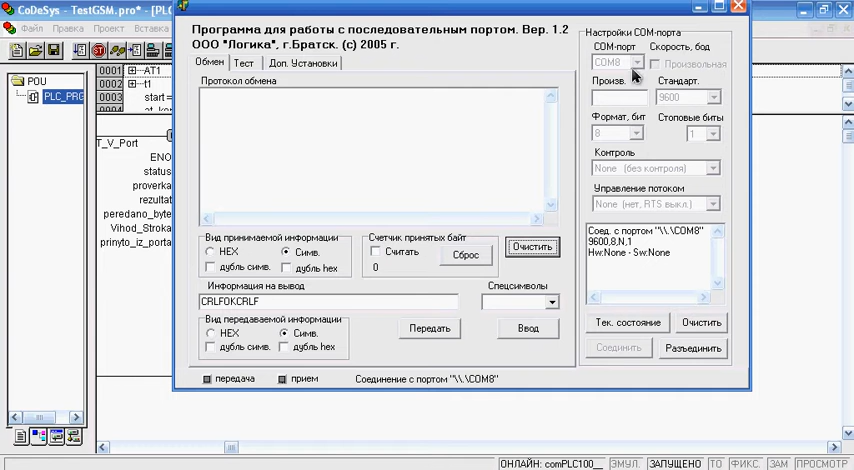 CoDeSys - TestGSM.pro* - [PLC
Файл Правка Проект Вставка
POU
PLC_PRG
0001 AT1
0002 t1
0003 start=
0004
T_V_Port
ENO
status
proverka
rezultat
peredano_byte
Vihod_Stroka
prinyto_iz_porta
Программа для работы с последовательным портом. Вер. 1.2
ООО "Логика", г.Братск. (c) 2005 г.
Обмен Тест Доп. Установки
Протокол обмена
Вид принимаемой информации
HEX Симв.
дубль симв. дубль hex
Счетчик принятых байт
Считать
0 Сброс
Очистить
Информация на вывод
CRLFOKCRLF
Спецсимволы
Вид передаваемой информации
HEX Симв.
дубль симв. дубль hex
Передать Ввод
передача прием Соединение с портом "\\.\COM8"
Настройки COM-порта
COM-порт Скорость, бод
COM8 Произвольная
Произв. Стандарт.
9600
Формат, бит Стоповые биты
8 1
Контроль
None (без контроля)
Управление потоком
None (нет, RTS выкл.)
Соед. с портом "\\.\COM8"
9600,8,N,1
Hw:None - Sw:None
Тек. состояние Очистить
Соединить Разъединить
ОНЛАЙН: comPLC100__ ЭМУЛ. ЗАПУЩЕНО ТО ФИКС. ЗАМ ПРОСМОТР